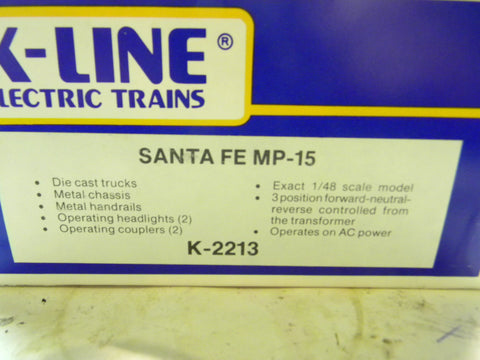 K-LINE®
ELECTRIC TRAINS
SANTA FE MP-15
• Die cast trucks
• Metal chassis
• Metal handrails
• Operating headlights (2)
• Operating couplers (2)
• Exact 1/48 scale model
• 3 position forward-neutral-
reverse controlled from
the transformer
• Operates on AC power
K-2213